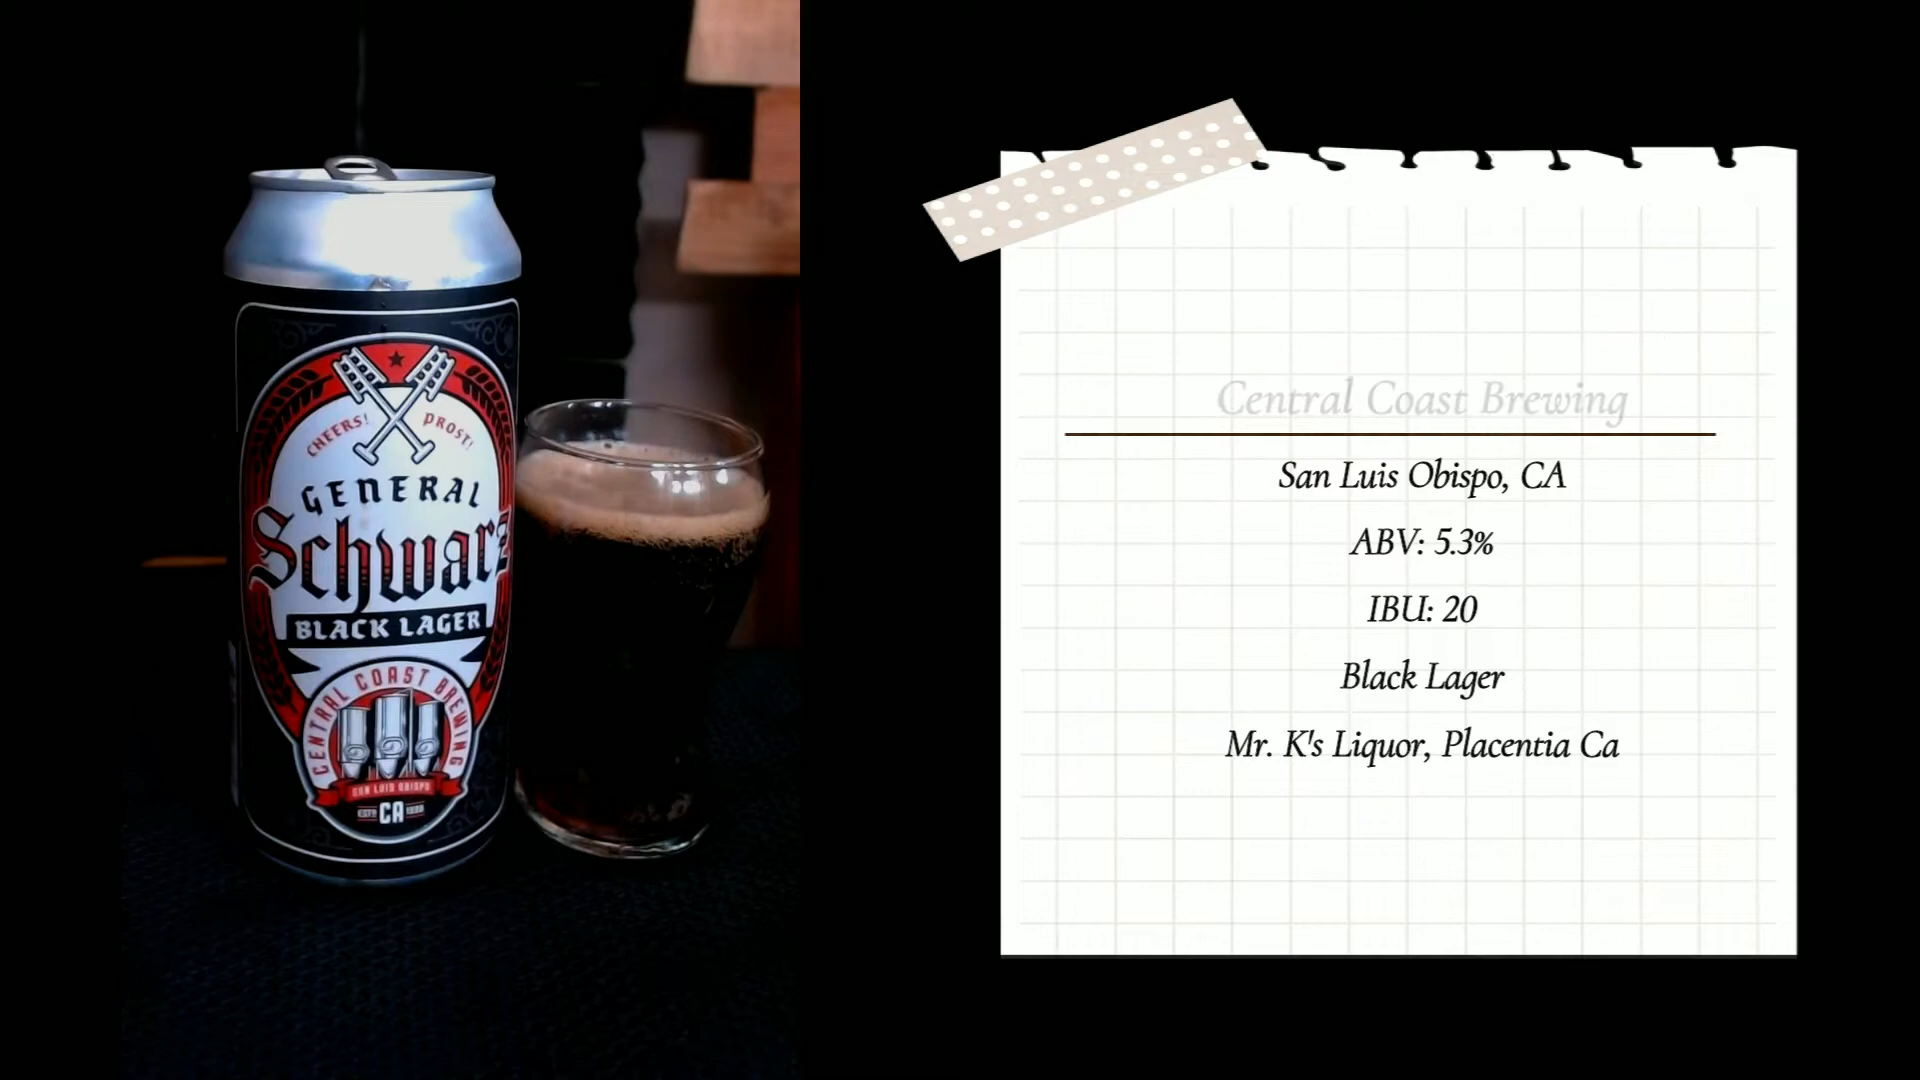 CHEERS!
PROST!
GENERAL
Schwarz
BLACK LAGER
CENTRAL COAST BREWING
SAN LUIS OBISPO
CA
Central Coast Brewing
San Luis Obispo, CA
ABV: 5.3%
IBU: 20
Black Lager
Mr. K's Liquor, Placentia Ca